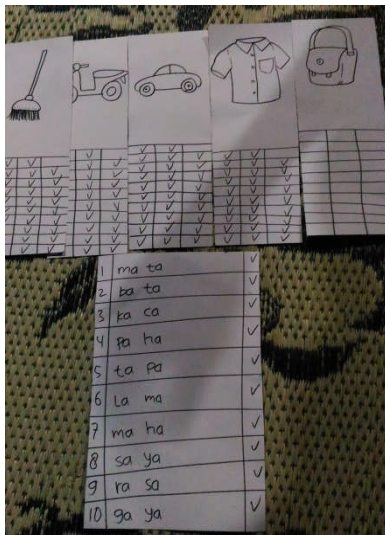 1 ma ta
2 ba ta
3 ka ca
4 pa ha
5 ta pa
6 La ma
7 ma ha
8 sa ya
9 ra sa
10 ga ya